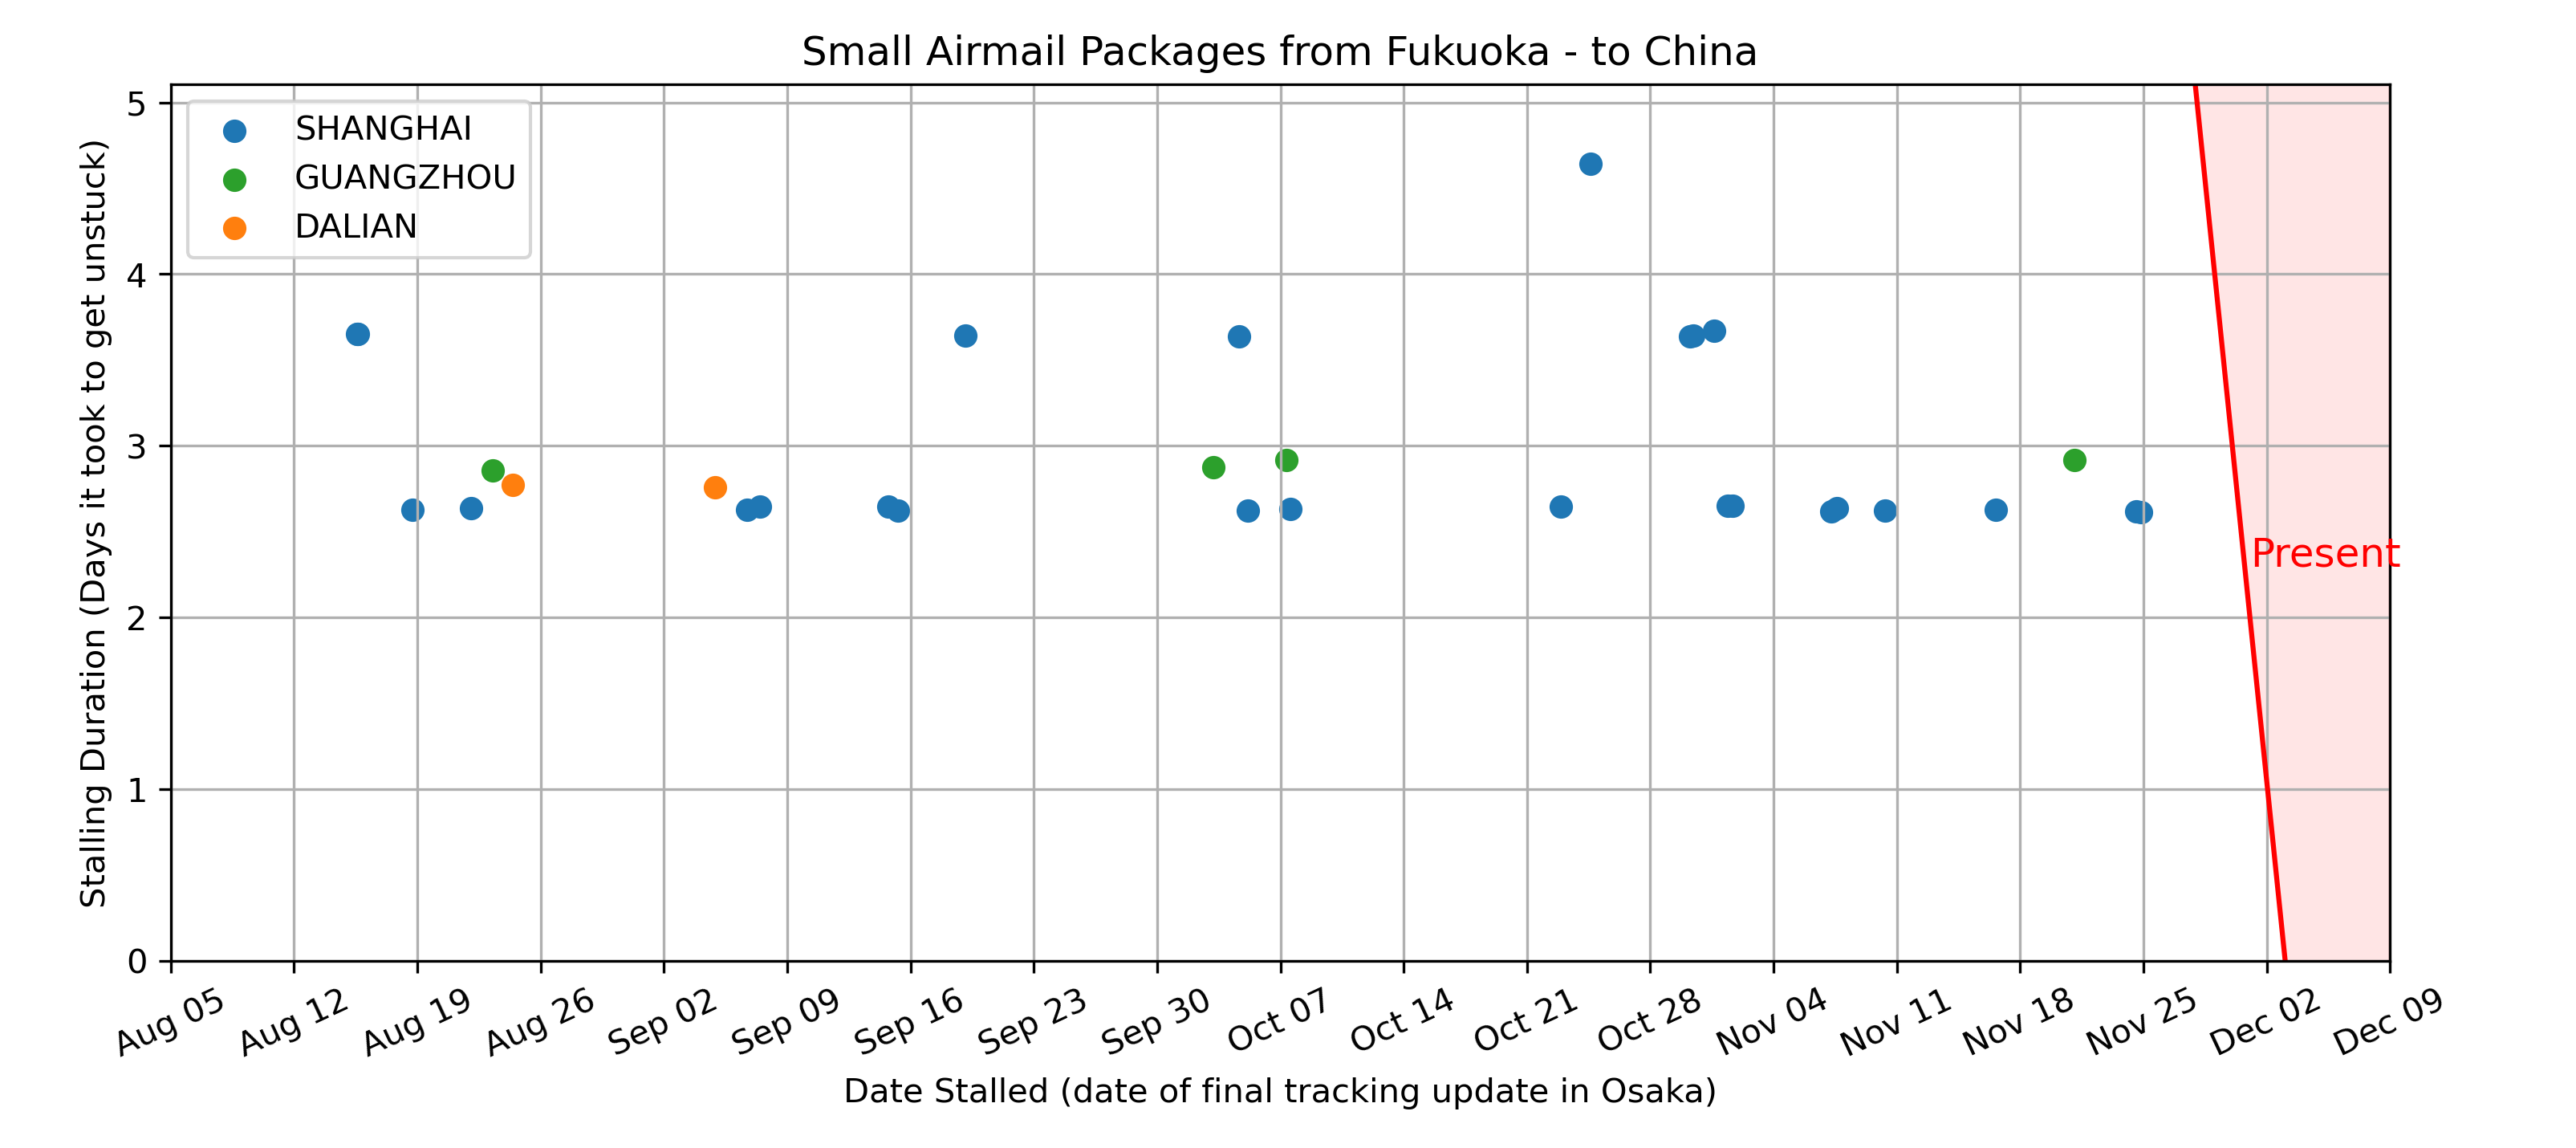 Small Airmail Packages from Fukuoka - to China
SHANGHAI
GUANGZHOU
DALIAN
Stalling Duration (Days it took to get unstuck)
5
4
3
2
1
0
Present
Aug 05
Aug 12
Aug 19
Aug 26
Sep 02
Sep 09
Sep 16
Sep 23
Sep 30
Oct 07
Oct 14
Oct 21
Oct 28
Nov 04
Nov 11
Nov 18
Nov 25
Dec 02
Dec 09
Date Stalled (date of final tracking update in Osaka)